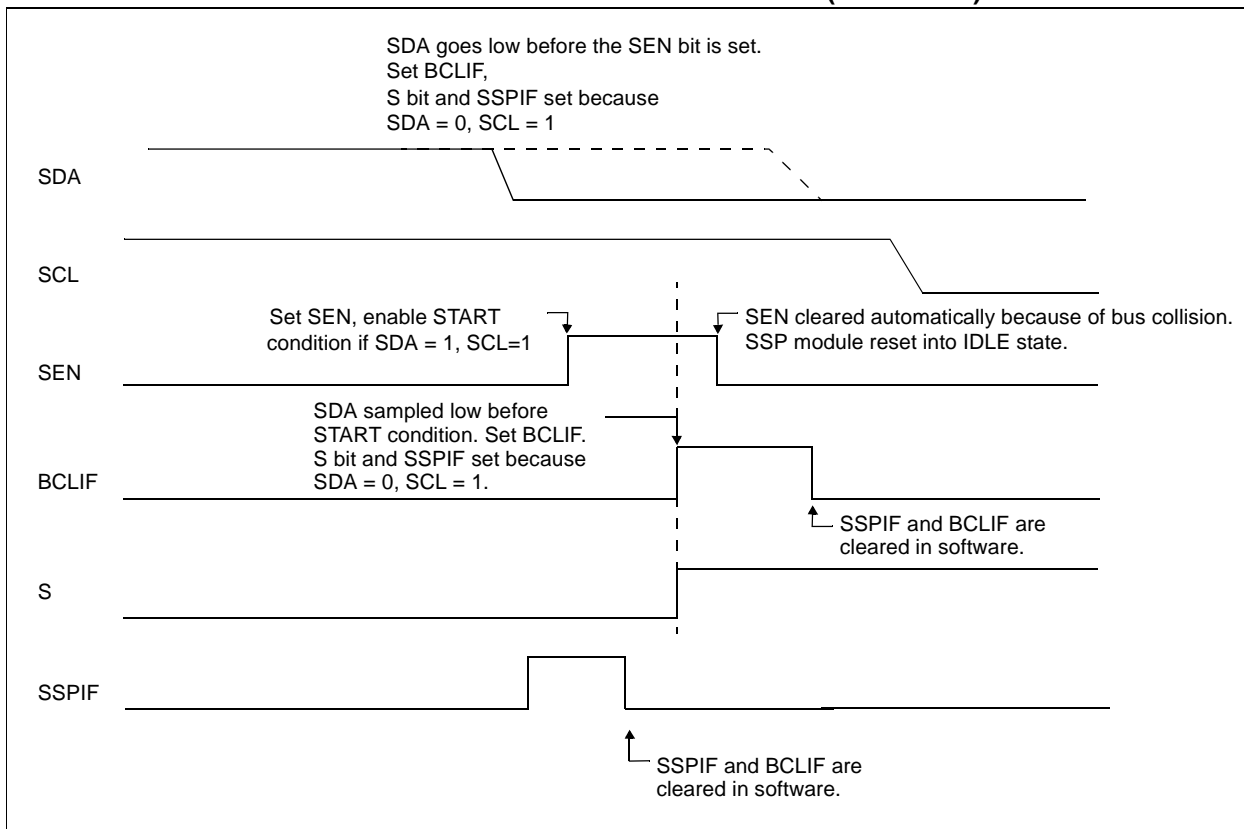 SDA goes low before the SEN bit is set.
Set BCLIF,
S bit and SSPIF set because
SDA = 0, SCL = 1
SDA
SCL
Set SEN, enable START
condition if SDA = 1, SCL=1
SEN cleared automatically because of bus collision.
SSP module reset into IDLE state.
SEN
SDA sampled low before
START condition. Set BCLIF.
S bit and SSPIF set because
SDA = 0, SCL = 1.
BCLIF
SSPIF and BCLIF are
cleared in software.
S
SSPIF
SSPIF and BCLIF are
cleared in software.